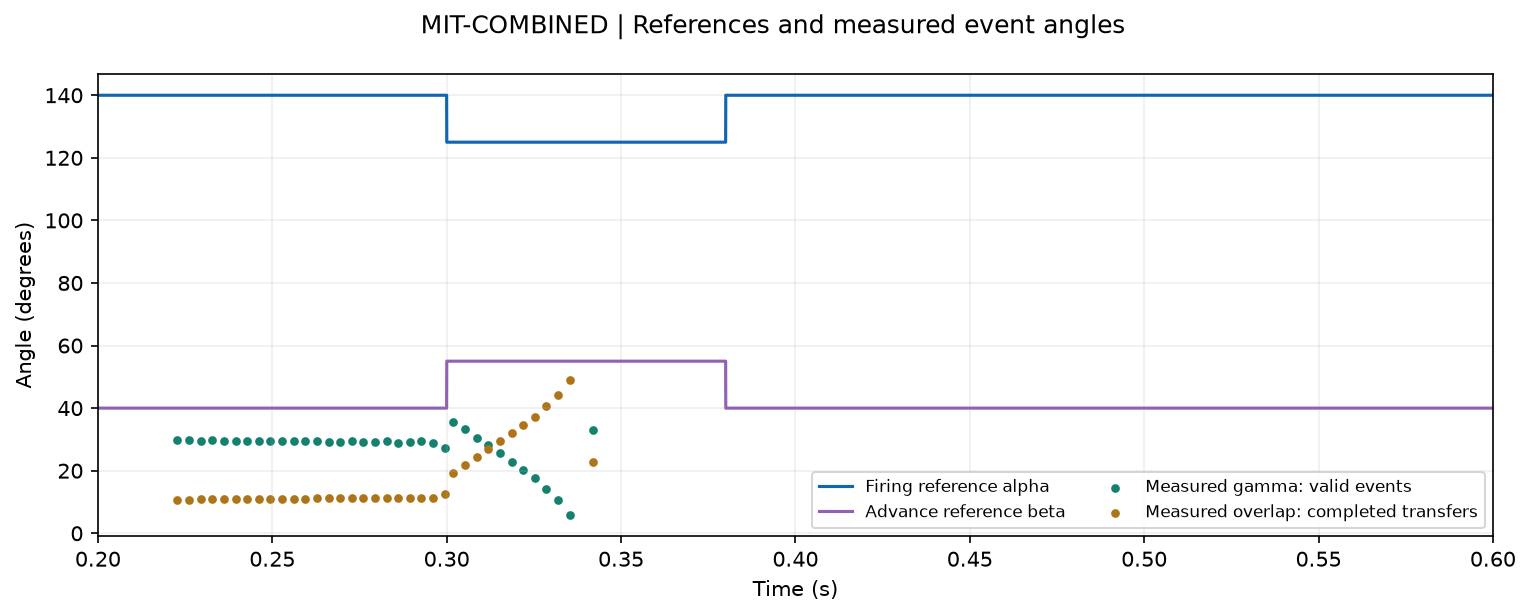 MIT-COMBINED | References and measured event angles
Angle (degrees)
140
120
100
80
60
40
20
0
0.20 0.25 0.30 0.35 0.40 0.45 0.50 0.55 0.60
Time (s)
Firing reference alpha
Advance reference beta
Measured gamma: valid events
Measured overlap: completed transfers